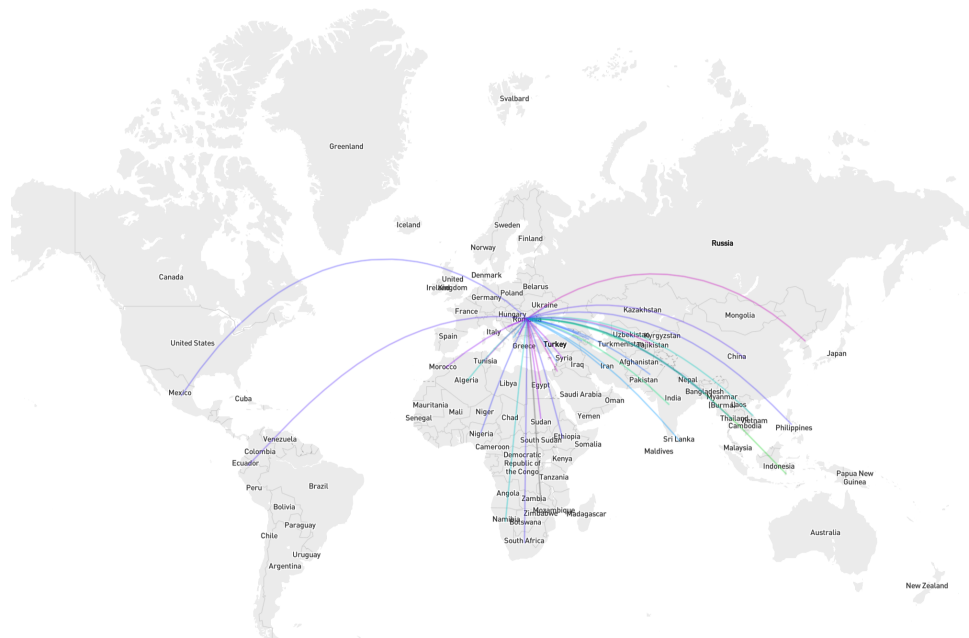 Svalbard
Greenland
Iceland
Sweden
Finland
Norway
Russia
Canada
Denmark
United
Kingdom
Ireland
Belarus
Poland
Germany
Ukraine
Kazakhstan
France
Hungary
Mongolia
Italy
Spain
Uzbekistan
Kyrgyzstan
United States
Greece
Turkey
Turkmenistan
Tajikistan
Japan
China
Syria
Tunisia
Afghanistan
Iraq
Iran
Morocco
Algeria
Libya
Egypt
Pakistan
Nepal
Mexico
Cuba
Saudi Arabia
Oman
India
Bangladesh
Myanmar
(Burma)
Laos
Mauritania
Mali
Niger
Chad
Yemen
Senegal
Sudan
Thailand
Vietnam
Cambodia
Philippines
Nigeria
South Sudan
Ethiopia
Somalia
Sri Lanka
Venezuela
Cameroon
Malaysia
Colombia
Maldives
Democratic
Republic of
the Congo
Kenya
Ecuador
Indonesia
Tanzania
Papua New
Guinea
Peru
Brazil
Angola
Zambia
Bolivia
Mozambique
Zimbabwe
Madagascar
Namibia
Botswana
Paraguay
Chile
South Africa
Australia
Uruguay
Argentina
New Zealand